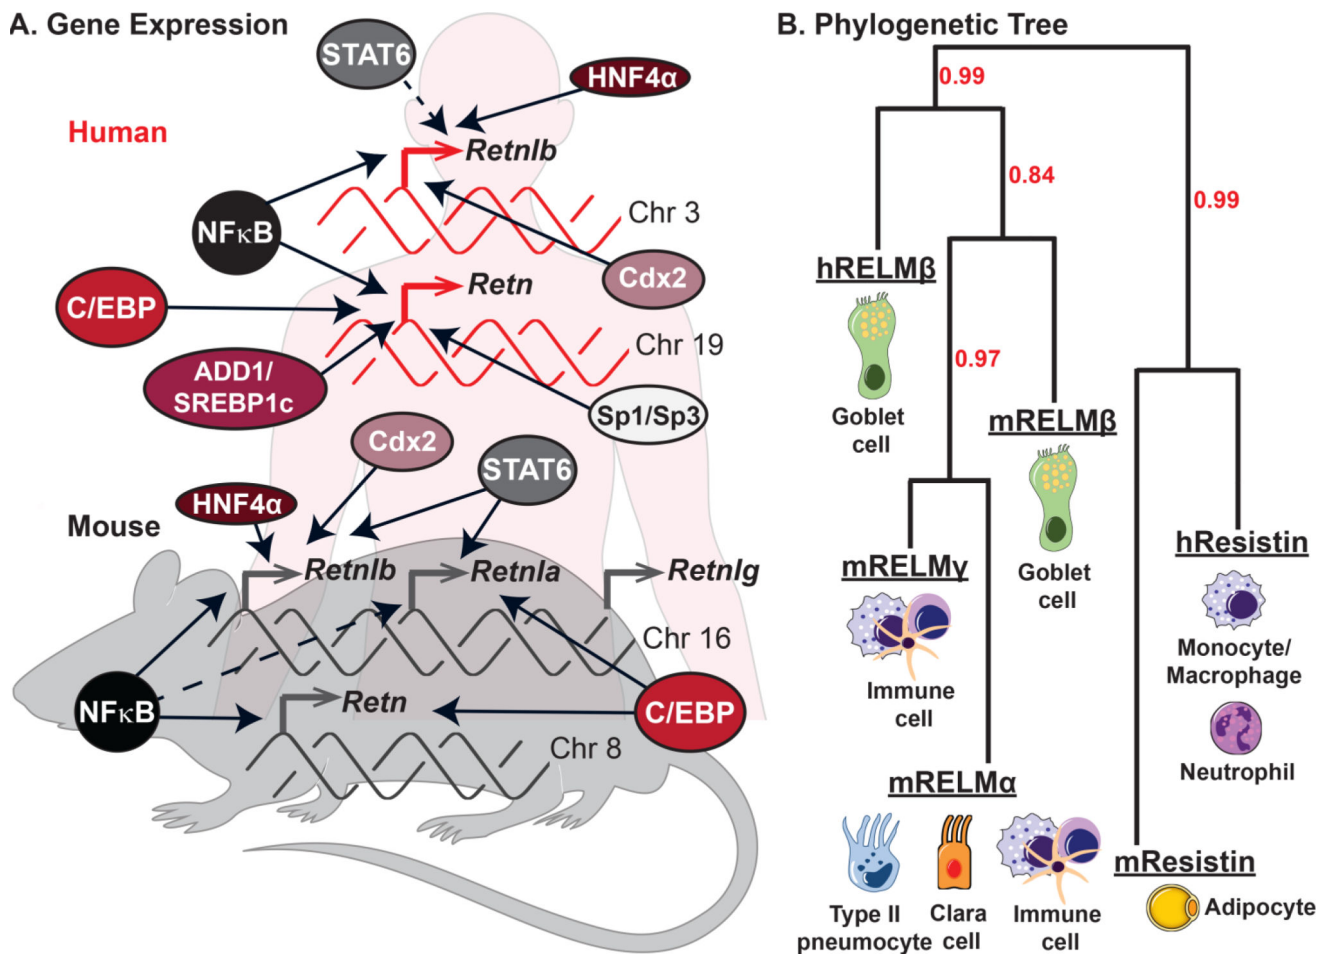 A. Gene Expression
STAT6
HNF4α
Human
Retnlb
Chr 3
NFκB
Cdx2
Retn
C/EBP
Chr 19
ADD1/
SREBP1c
Sp1/Sp3
Cdx2
STAT6
HNF4α
Mouse
Retnlb
Retnla
Retnlg
Chr 16
NFκB
Retn
C/EBP
Chr 8
B. Phylogenetic Tree
0.99
0.84
0.99
hRELMβ
0.97
Goblet
cell
mRELMβ
Goblet
cell
mRELMγ
Immune
cell
hResistin
Monocyte/
Macrophage
Neutrophil
mRELMα
Type II
pneumocyte
Clara
cell
Immune
cell
mResistin
Adipocyte